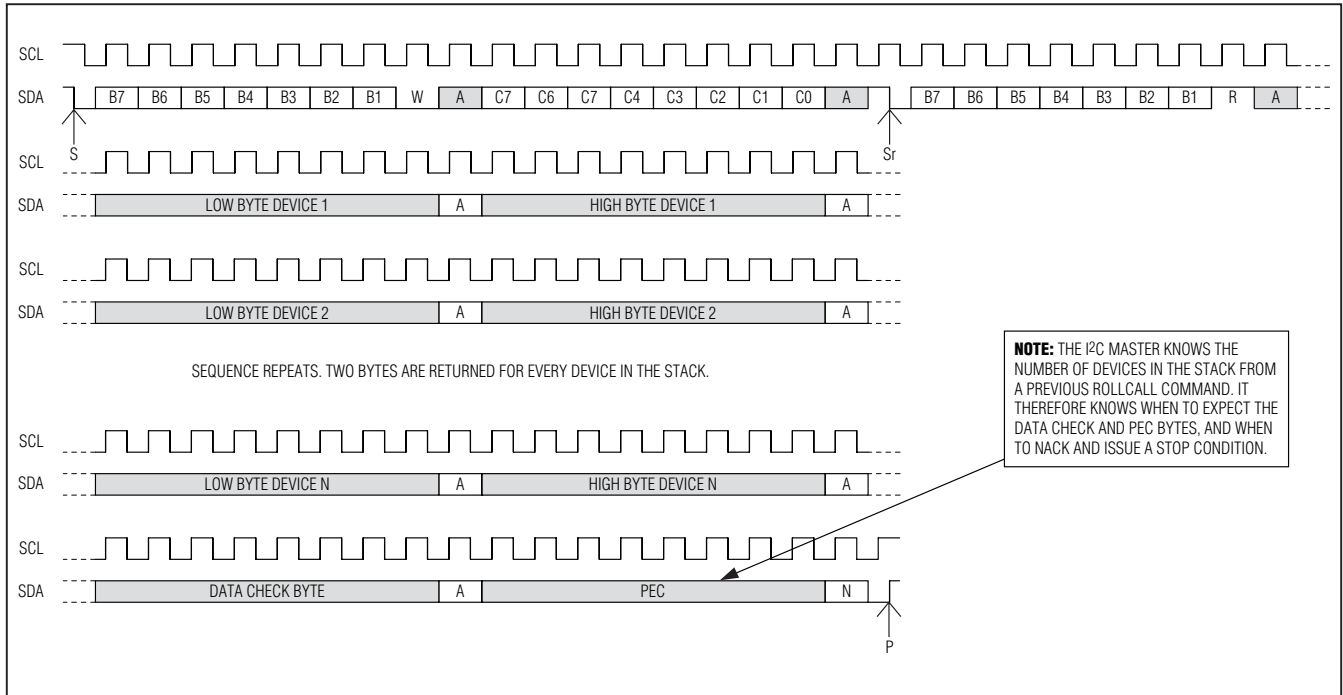 SCL
SDA B7 B6 B5 B4 B3 B2 B1 W A C7 C6 C7 C4 C3 C2 C1 C0 A B7 B6 B5 B4 B3 B2 B1 R A
S Sr
SCL
SDA LOW BYTE DEVICE 1 A HIGH BYTE DEVICE 1 A
SCL
SDA LOW BYTE DEVICE 2 A HIGH BYTE DEVICE 2 A
SEQUENCE REPEATS. TWO BYTES ARE RETURNED FOR EVERY DEVICE IN THE STACK.
NOTE: THE I2C MASTER KNOWS THE
NUMBER OF DEVICES IN THE STACK FROM
A PREVIOUS ROLLCALL COMMAND. IT
THEREFORE KNOWS WHEN TO EXPECT THE
DATA CHECK AND PEC BYTES, AND WHEN
TO NACK AND ISSUE A STOP CONDITION.
SCL
SDA LOW BYTE DEVICE N A HIGH BYTE DEVICE N A
SCL
SDA DATA CHECK BYTE A PEC N
P